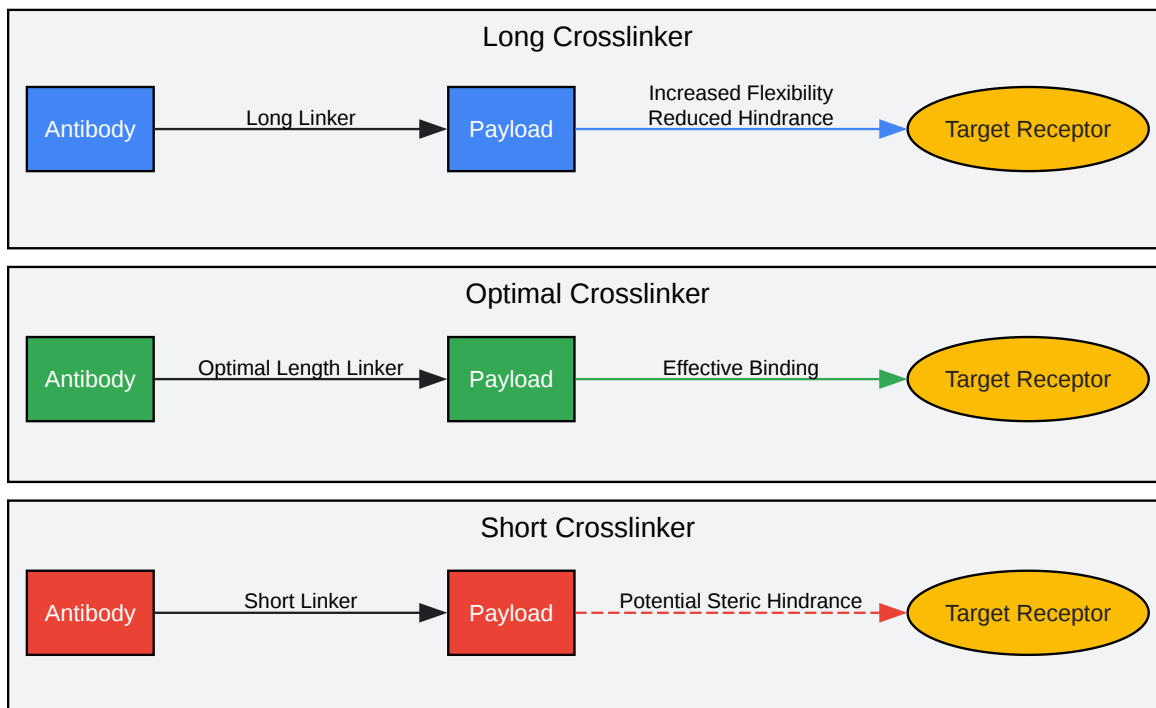 Long Crosslinker
Antibody
Long Linker
Payload
Increased Flexibility
Reduced Hindrance
Target Receptor
Optimal Crosslinker
Antibody
Optimal Length Linker
Payload
Effective Binding
Target Receptor
Short Crosslinker
Antibody
Short Linker
Payload
Potential Steric Hindrance
Target Receptor